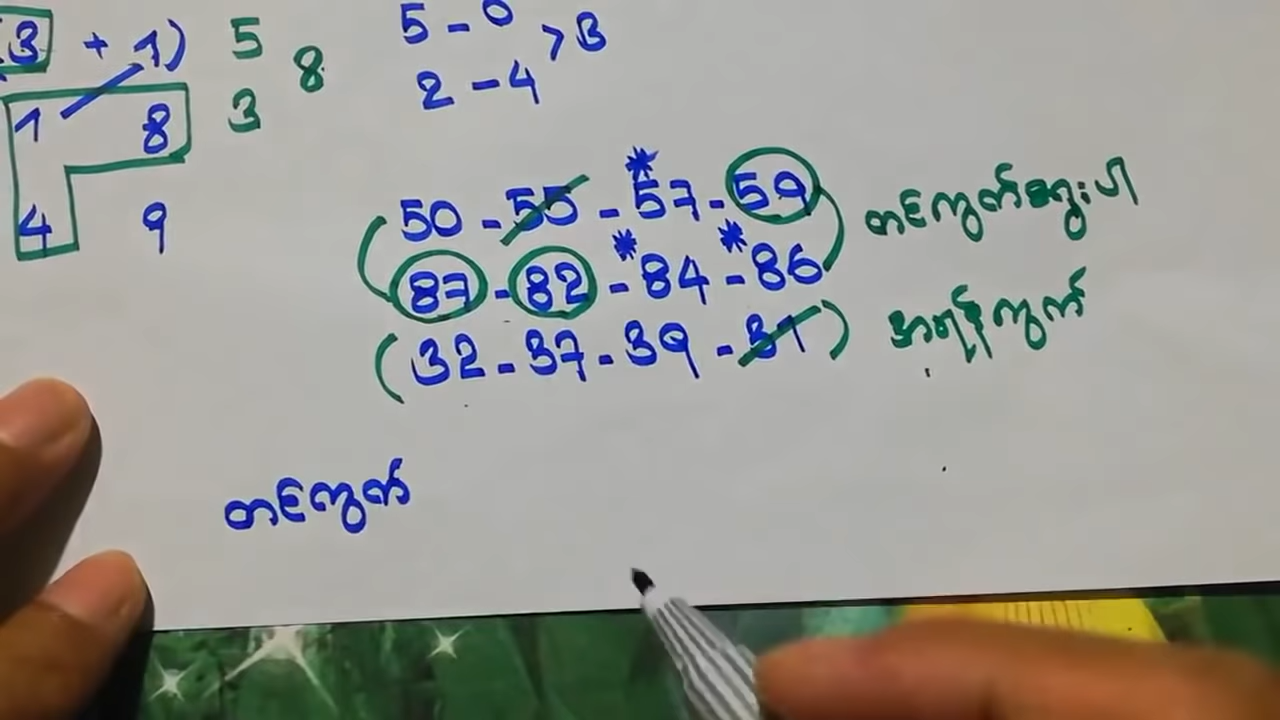 3 + 1) 5 5 - 0
8 > B
1 8 3 2 - 4
4 9
50 - 55 - *57 - 59 တစ်ကွက်ကွေးပါ
87 - 82 - *84 - *86
(32 - 37 - 39 - 31) အရန်ကွက်
တစ်ကွက်